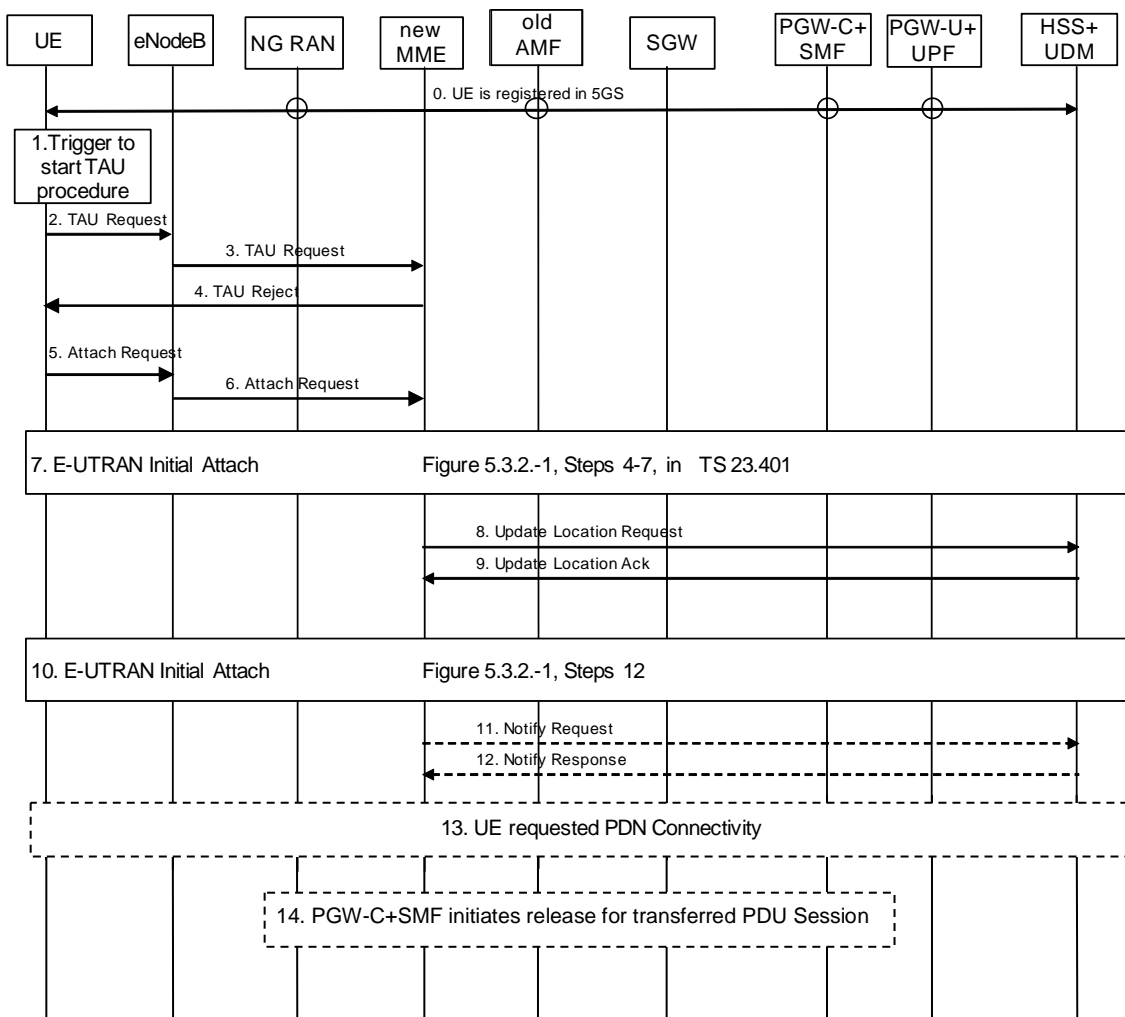 UE
eNodeB
NG RAN
new
MME
old
AMF
SGW
PGW-C+
SMF
PGW-U+
UPF
HSS+
UDM
0. UE is registered in 5GS
1.Trigger to
start TAU
procedure
2. TAU Request
3. TAU Request
4. TAU Reject
5. Attach Request
6. Attach Request
7. E-UTRAN Initial Attach Figure 5.3.2.-1, Steps 4-7, in TS 23.401
8. Update Location Request
9. Update Location Ack
10. E-UTRAN Initial Attach Figure 5.3.2.-1, Steps 12
11. Notify Request
12. Notify Response
13. UE requested PDN Connectivity
14. PGW-C+SMF initiates release for transferred PDU Session